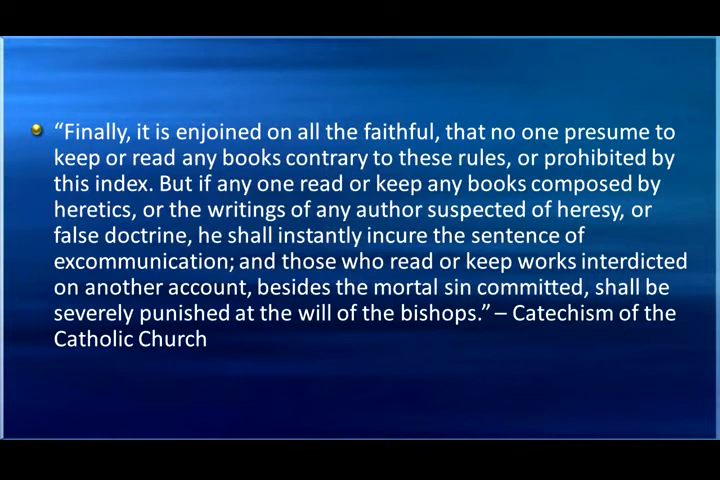 “Finally, it is enjoined on all the faithful, that no one presume to
keep or read any books contrary to these rules, or prohibited by
this index. But if any one read or keep any books composed by
heretics, or the writings of any author suspected of heresy, or
false doctrine, he shall instantly incure the sentence of
excommunication; and those who read or keep works interdicted
on another account, besides the mortal sin committed, shall be
severely punished at the will of the bishops.” – Catechism of the
Catholic Church